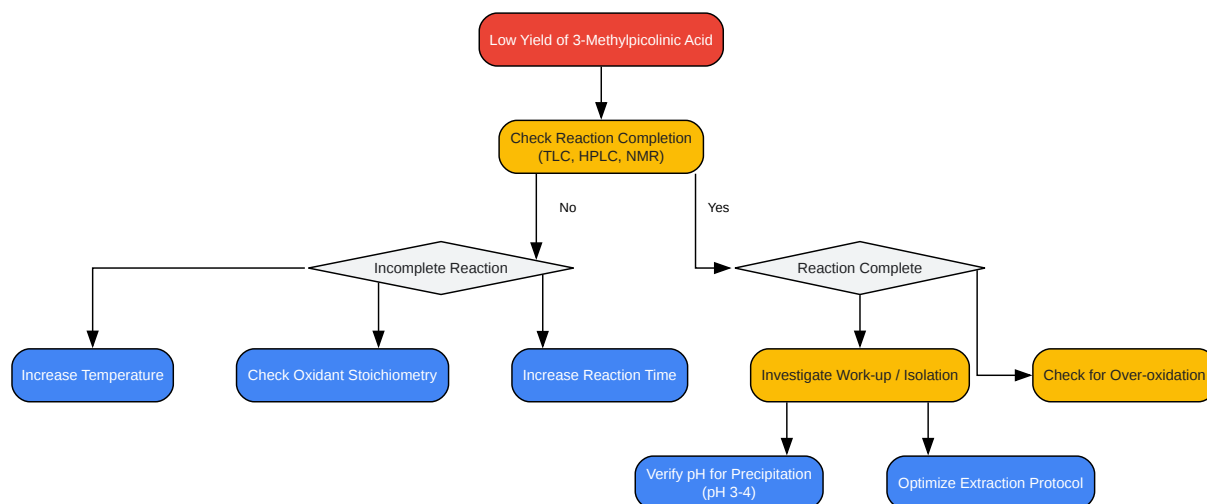 Low Yield of 3-Methylpicolinic Acid
Check Reaction Completion
(TLC, HPLC, NMR)
No
Yes
Incomplete Reaction
Reaction Complete
Increase Temperature
Check Oxidant Stoichiometry
Increase Reaction Time
Investigate Work-up / Isolation
Check for Over-oxidation
Verify pH for Precipitation
(pH 3-4)
Optimize Extraction Protocol